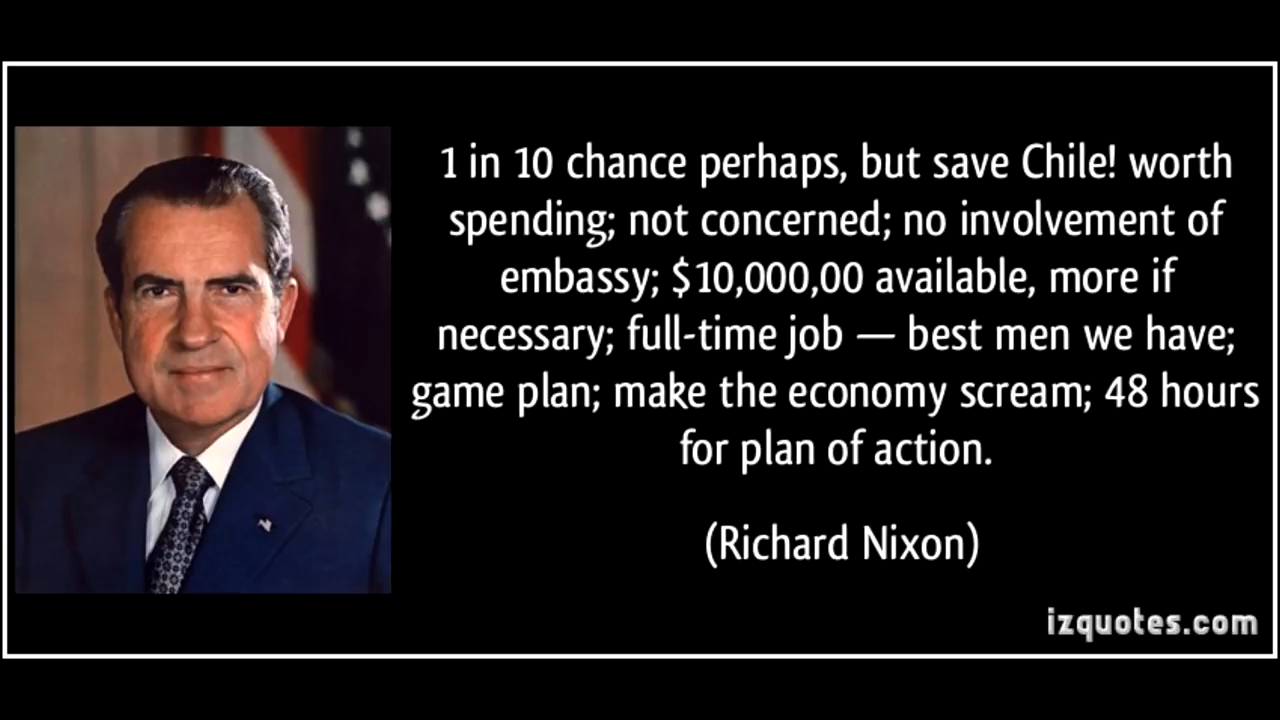 1 in 10 chance perhaps, but save Chile! worth
spending; not concerned; no involvement of
embassy; $10,000,00 available, more if
necessary; full-time job — best men we have;
game plan; make the economy scream; 48 hours
for plan of action.
(Richard Nixon)
izquotes.com